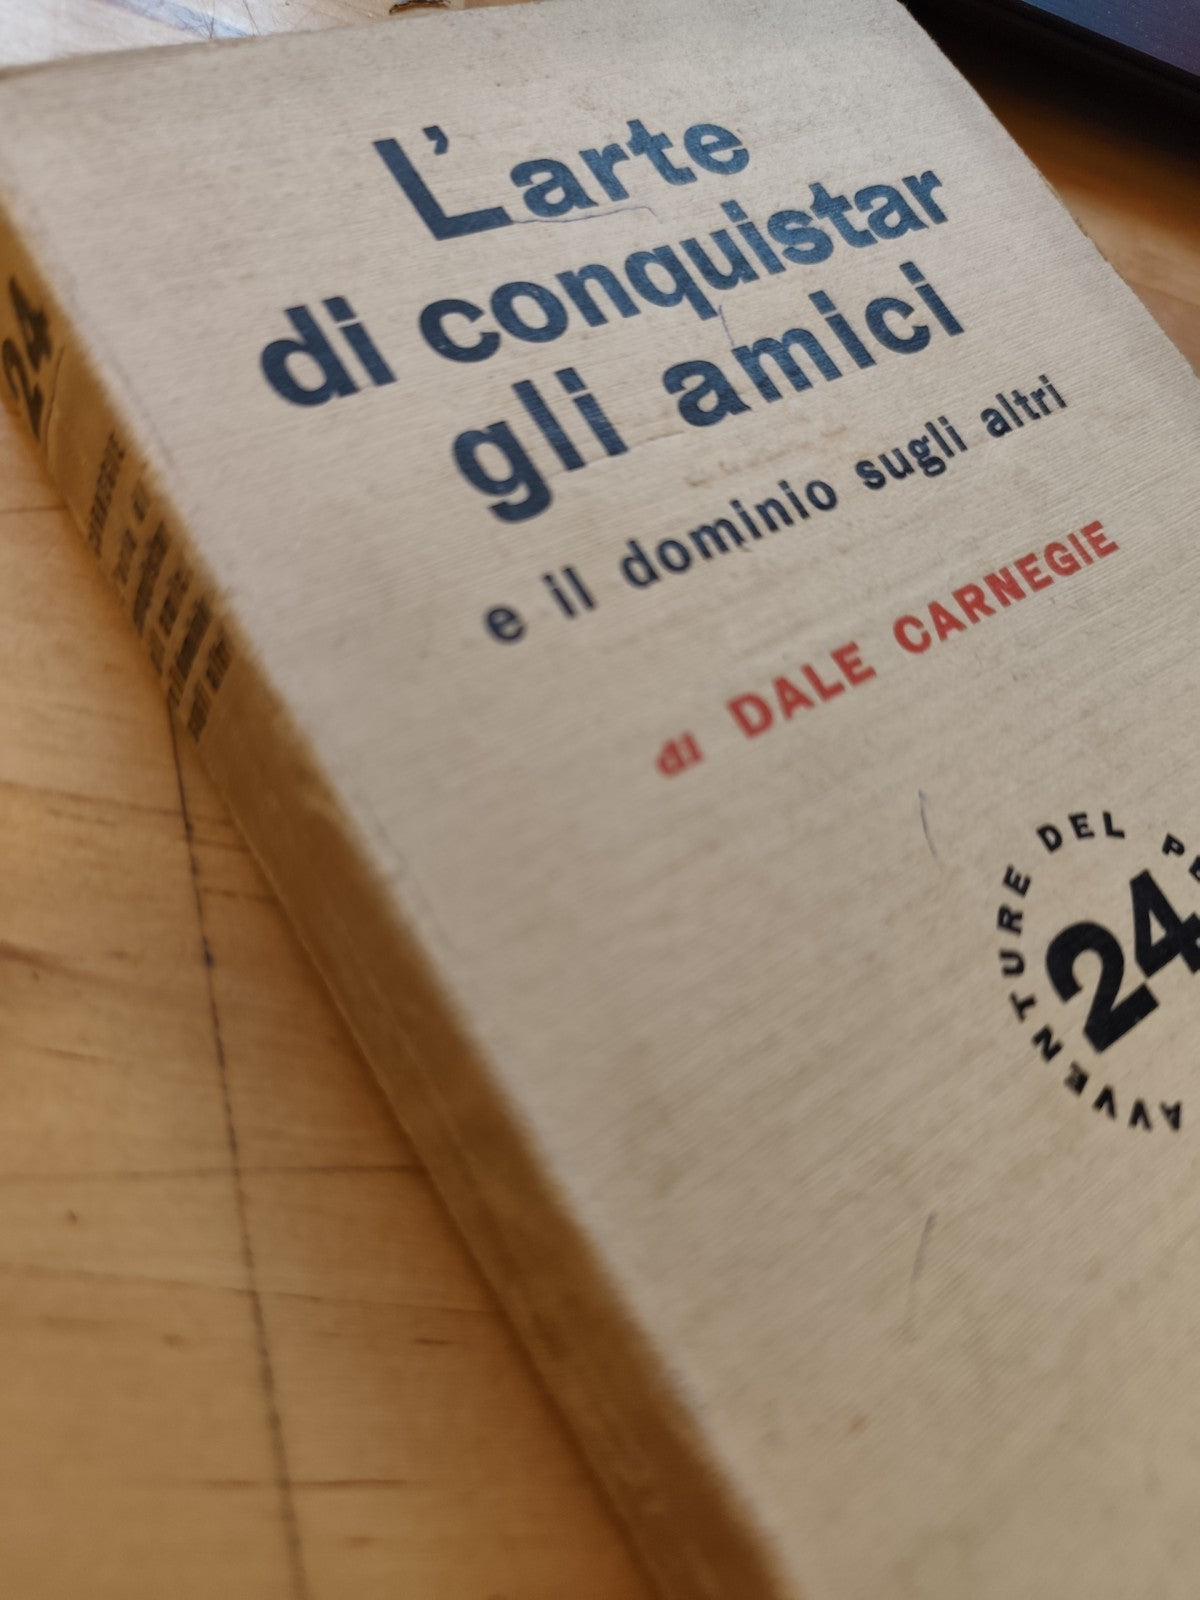 L'arte
di conquistar
gli amici
e il dominio sugli altri
di DALE CARNEGIE
AVVENTURE DEL
24
24